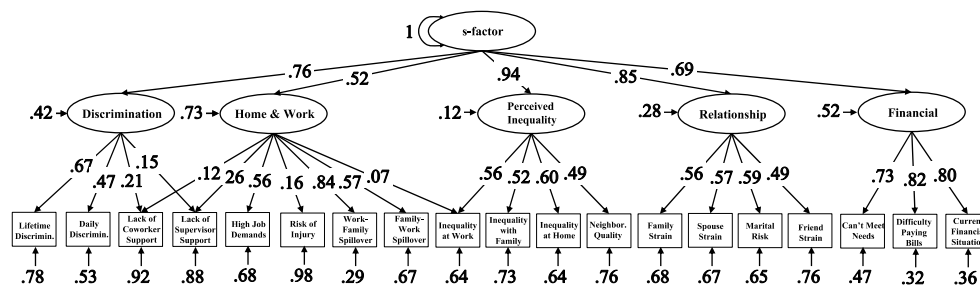 1
s-factor
.76
.52
.94
.85
.69
.42
Discrimination
.73
Home & Work
.12
Perceived
Inequality
.28
Relationship
.52
Financial
.67
.47
.21
.15
.12
.26
.56
.16
.84
.57
.07
.56
.52
.60
.49
.56
.57
.59
.49
.73
.82
.80
Lifetime
Discrimin.
Daily
Discrimin.
Lack of
Coworker
Support
Lack of
Supervisor
Support
High Job
Demands
Risk of
Injury
Work-
Family
Spillover
Family-
Work
Spillover
Inequality
at Work
Inequality
with
Family
Inequality
at Home
Neighbor.
Quality
Family
Strain
Spouse
Strain
Marital
Risk
Friend
Strain
Can't Meet
Needs
Difficulty
Paying
Bills
Curren
Financi
Situatio
.78
.53
.92
.88
.68
.98
.29
.67
.64
.73
.64
.76
.68
.67
.65
.76
.47
.32
.36